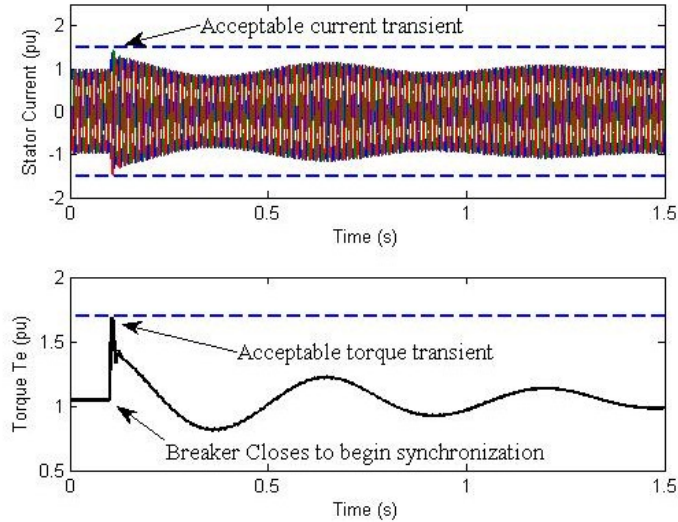 Acceptable current transient
Stator Current (pu)
2
1
0
-1
-2
0
0.5
1
1.5
Time (s)
Torque Te (pu)
2
1.5
1
0.5
Acceptable torque transient
Breaker Closes to begin synchronization
0
0.5
1
1.5
Time (s)